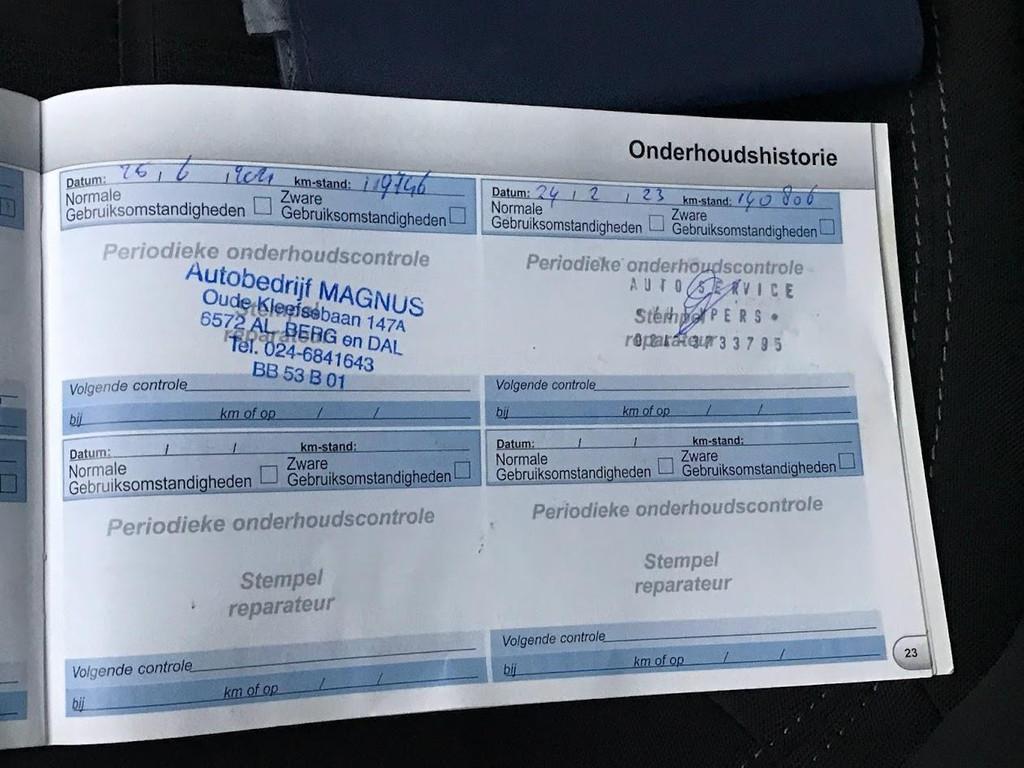 Onderhoudshistorie
Datum: 25 / 6 / 2021 km-stand: 119746
Normale Gebruiksomstandigheden
Zware Gebruiksomstandigheden
Periodieke onderhoudscontrole
Stempel
reparateur
Autobedrijf MAGNUS
Oude Kleefsebaan 147A
6572 AL BERG en DAL
Tel. 024-6841643
BB 53 B 01
Volgende controle
bij km of op / /
Datum: 24 / 2 / 23 km-stand: 140806
Normale Gebruiksomstandigheden
Zware Gebruiksomstandigheden
Periodieke onderhoudscontrole
Stempel
reparateur
AUTO SERVICE
Volgende controle
bij km of op / /
Datum: / / km-stand:
Normale Gebruiksomstandigheden
Zware Gebruiksomstandigheden
Periodieke onderhoudscontrole
Stempel
reparateur
Volgende controle
bij km of op / /
Datum: / / km-stand:
Normale Gebruiksomstandigheden
Zware Gebruiksomstandigheden
Periodieke onderhoudscontrole
Stempel
reparateur
Volgende controle
bij km of op / /
23